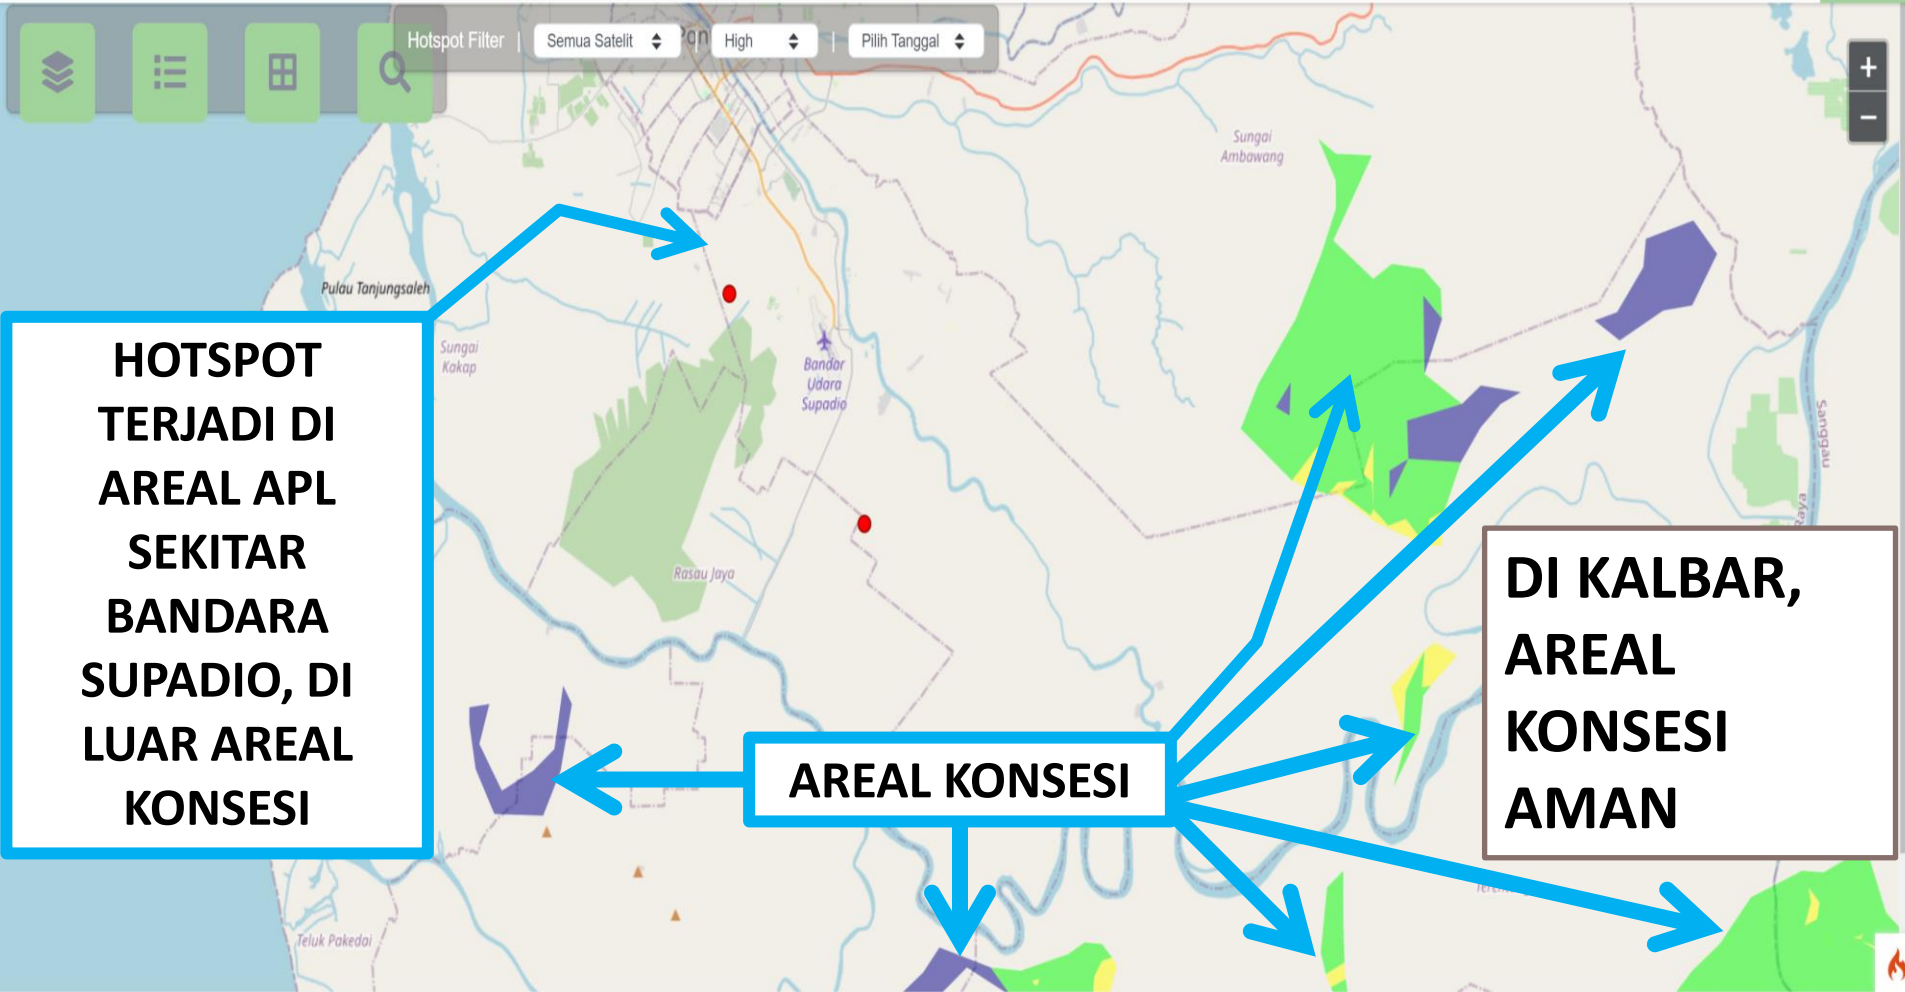 Hotspot Filter | Semua Satelit | High | Pilih Tanggal
Pon
+
−
Sungai
Ambawang
Pulau Tanjungsaleh
Sungai
Kakap
Bandar
Udara
Supadio
Sanggau
Raya
Rasau Jaya
HOTSPOT
TERJADI DI
AREAL APL
SEKITAR
BANDARA
SUPADIO, DI
LUAR AREAL
KONSESI
AREAL KONSESI
DI KALBAR,
AREAL
KONSESI
AMAN
Teluk Pakedai